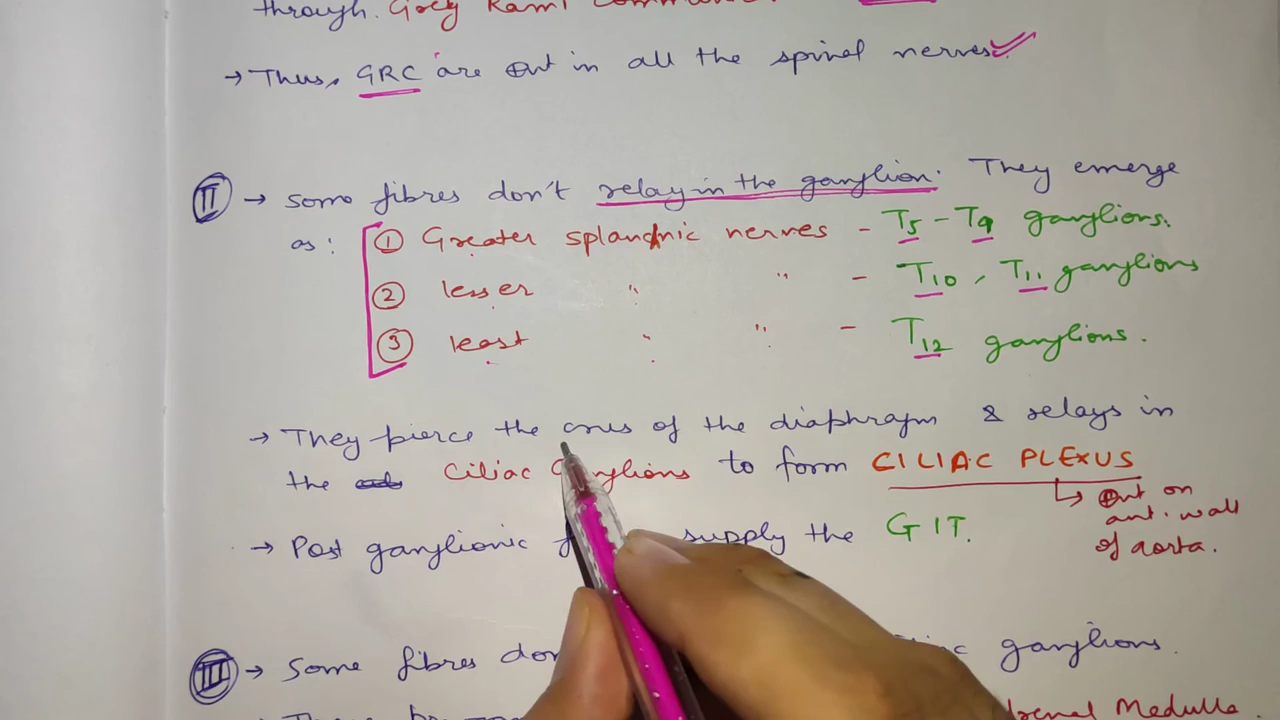 through. Grey Rami
→ Thus, GRC are in all the spinal nerves.
II → some fibres don't relay in the ganglion. They emerge
as: ① Greater splanchnic nerves - T5 - T9 ganglions.
② lesser " " - T10, T11 ganglions
③ least " " - T12 ganglions.
→ They pierce the crus of the diaphragm & relays in
the Ciliac Ganglions to form CILIAC PLEXUS
↳ on
ant. wall
of aorta.
→ Post ganglionic supply the GIT.
III → Some fibres ganglions.
Medulla.